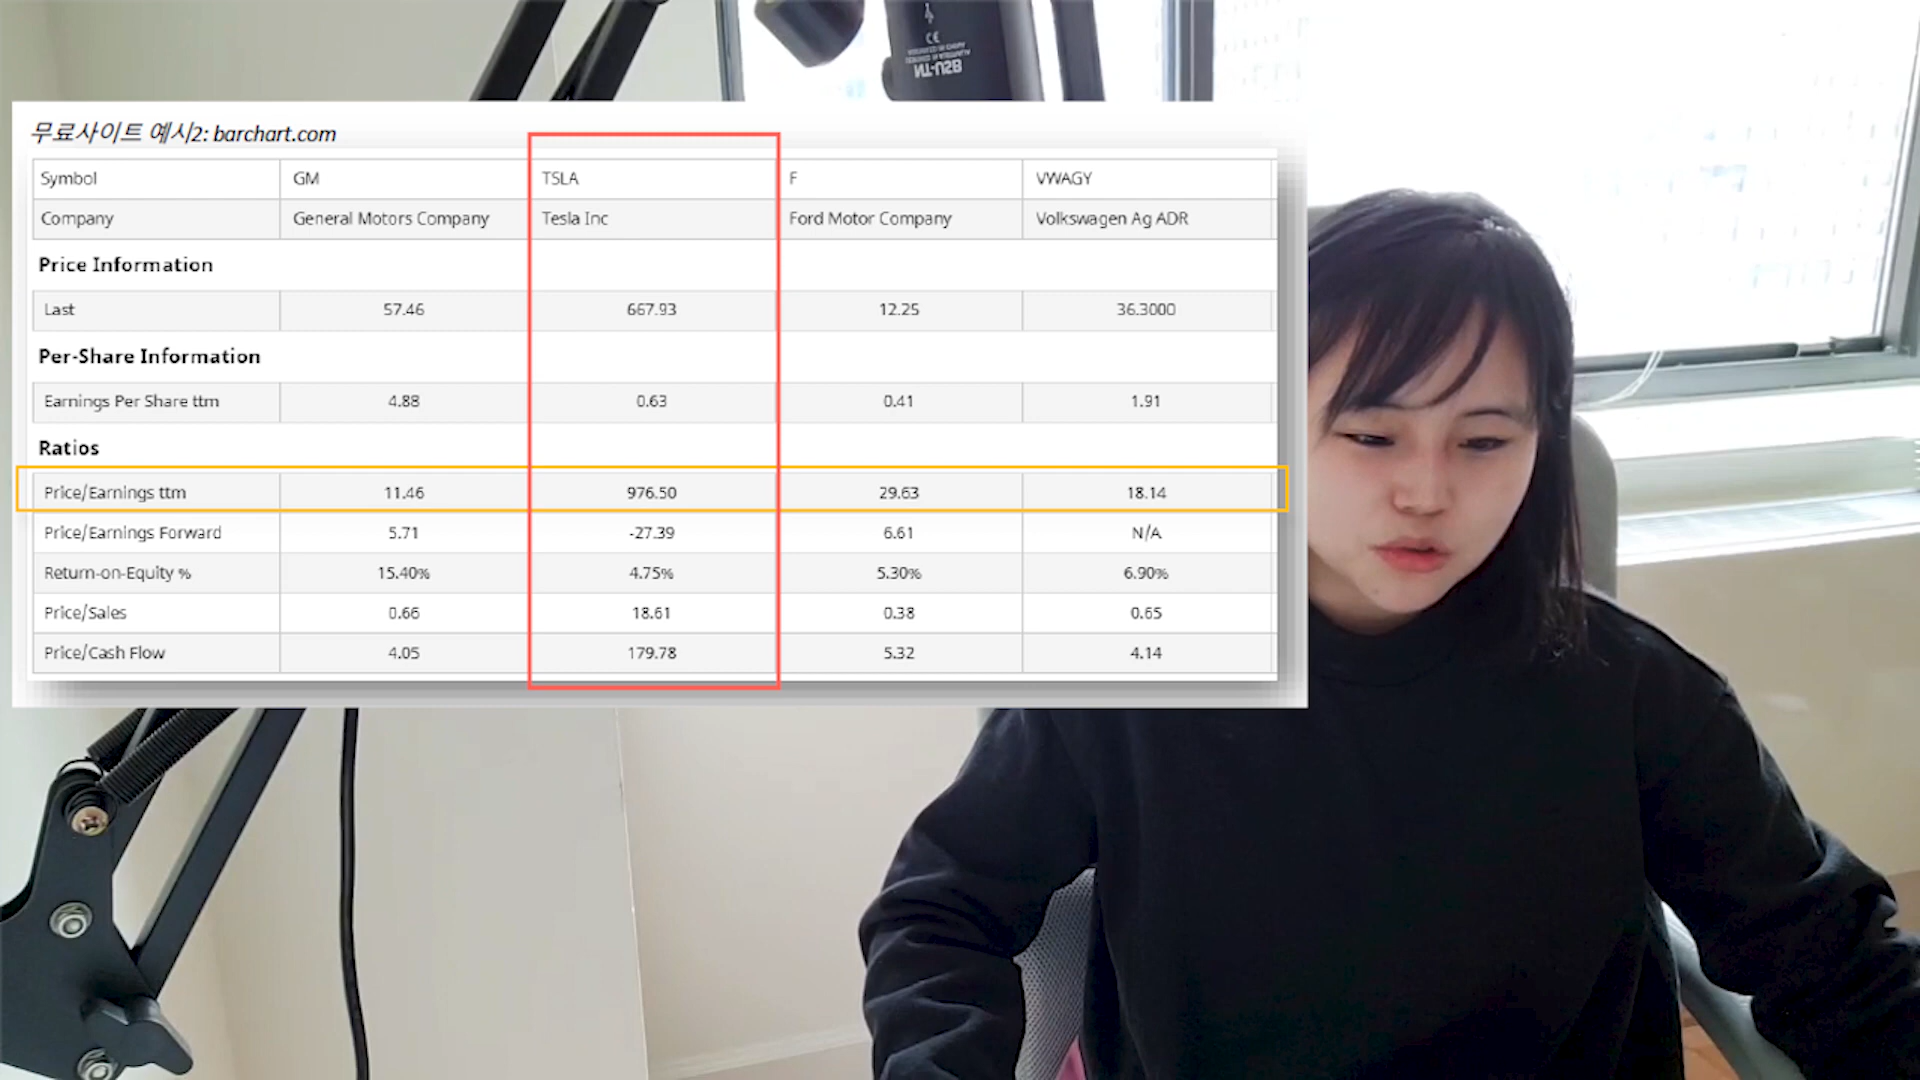 NT-USB
CE
무료사이트 예시2: barchart.com
Symbol GM TSLA F VWAGY
Company General Motors Company Tesla Inc Ford Motor Company Volkswagen Ag ADR
Price Information
Last 57.46 667.93 12.25 36.3000
Per-Share Information
Earnings Per Share ttm 4.88 0.63 0.41 1.91
Ratios
Price/Earnings ttm 11.46 976.50 29.63 18.14
Price/Earnings Forward 5.71 -27.39 6.61 N/A
Return-on-Equity % 15.40% 4.75% 5.30% 6.90%
Price/Sales 0.66 18.61 0.38 0.65
Price/Cash Flow 4.05 179.78 5.32 4.14